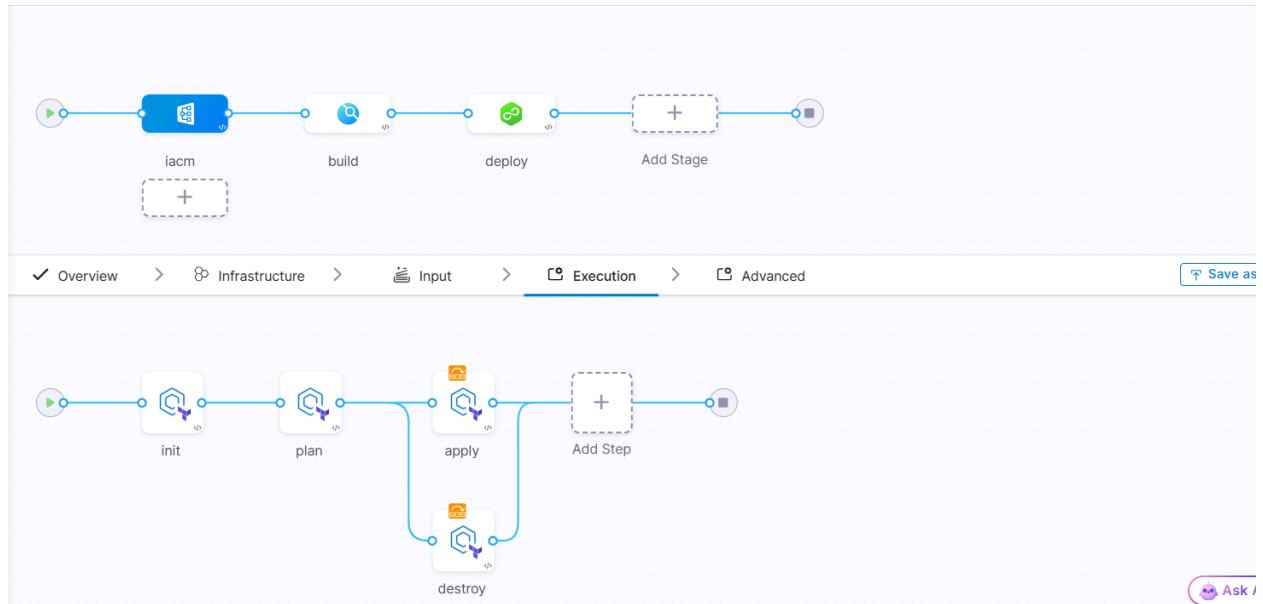 iacm
build
deploy
Add Stage
Overview
Infrastructure
Input
Execution
Advanced
Save as
init
plan
apply
Add Step
destroy
Ask